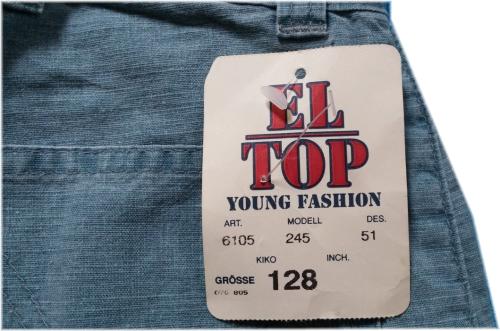 EL
TOP
YOUNG FASHION
ART. MODELL DES.
6105 245 51
KIKO INCH.
GRÖSSE 128